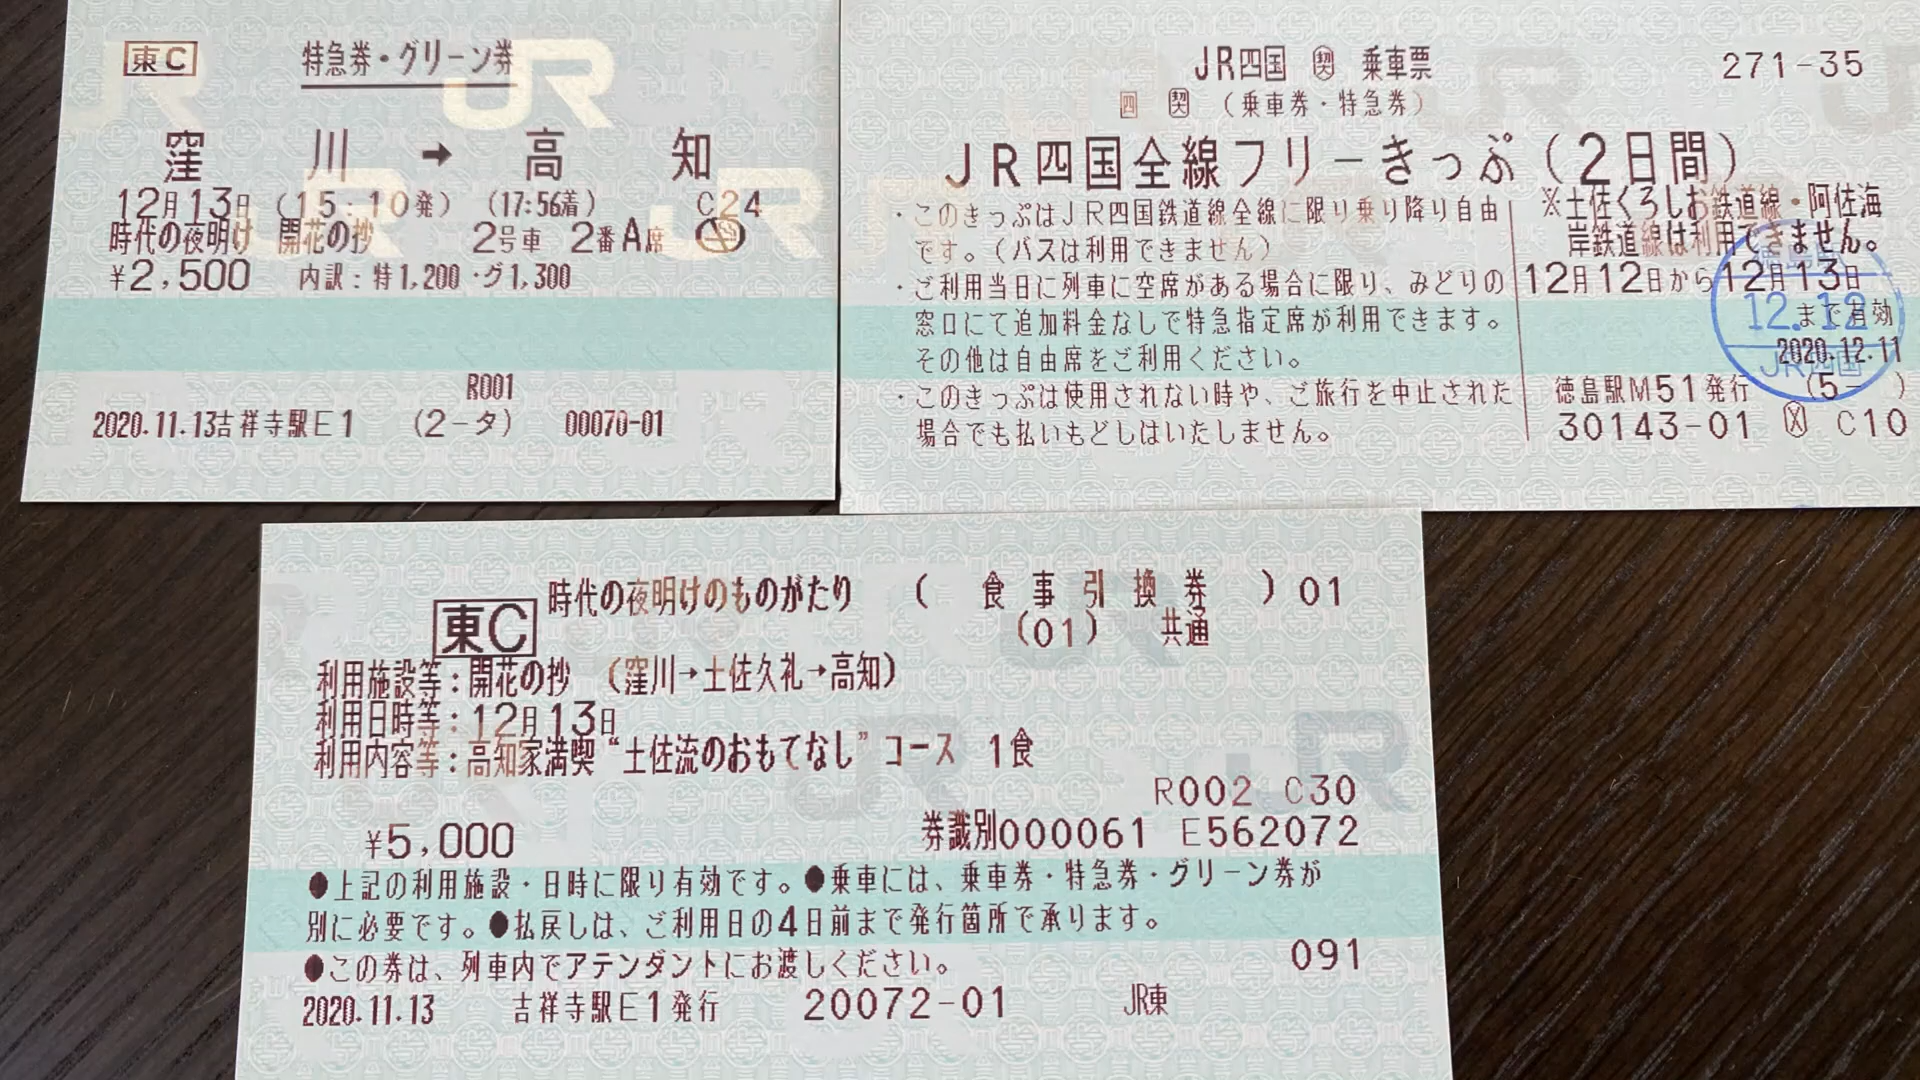 東C 特急券・グリーン券
窪川 → 高知
12月13日 (15:10発) (17:56着) C24
時代の夜明け 開花の抄 2号車 2番A席
¥2,500 内訳:特1,200・グ1,300
R001
2020.11.13吉祥寺駅E1 (2-タ) 00070-01
JR四国 契 乗車票 271-35
四 契 (乗車券・特急券)
JR四国全線フリーきっぷ(2日間)
・このきっぷはJR四国鉄道線全線に限り乗り降り自由
です。(バスは利用できません)
・ご利用当日に列車に空席がある場合に限り、みどりの
窓口にて追加料金なしで特急指定席が利用できます。
その他は自由席をご利用ください。
・このきっぷは使用されない時や、ご旅行を中止された
場合でも払いもどしはいたしません。
※土佐くろしお鉄道線・阿佐海
岸鉄道線は利用できません。
12月12日から12月13日
まで有効
2020.12.11
徳島駅M51発行 (5- )
30143-01 C10
12.12
JR四国
東C 時代の夜明けのものがたり (食事引換券)01
(01) 共通
利用施設等:開花の抄 (窪川→土佐久礼→高知)
利用日時等:12月13日
利用内容等:高知家満喫“土佐流のおもてなし”コース 1食
R002 C30
¥5,000 券識別000061 E562072
●上記の利用施設・日時に限り有効です。●乗車には、乗車券・特急券・グリーン券が
別に必要です。●払戻しは、ご利用日の4日前まで発行箇所で承ります。
●この券は、列車内でアテンダントにお渡しください。 091
2020.11.13 吉祥寺駅E1発行 20072-01 JR東